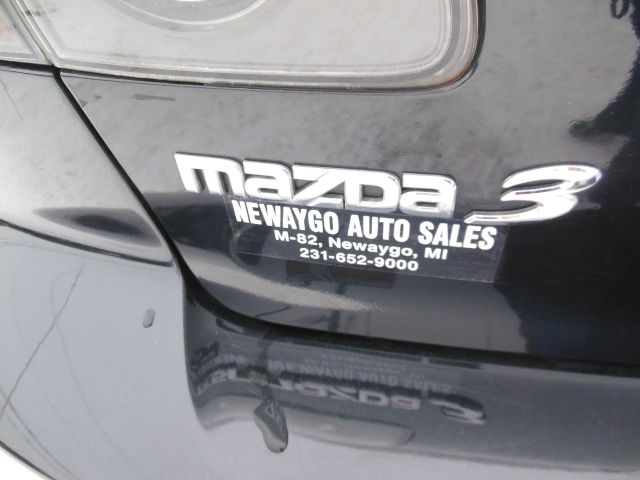 mazda 3
NEWAYGO AUTO SALES
M-82, Newaygo, MI
231-652-9000